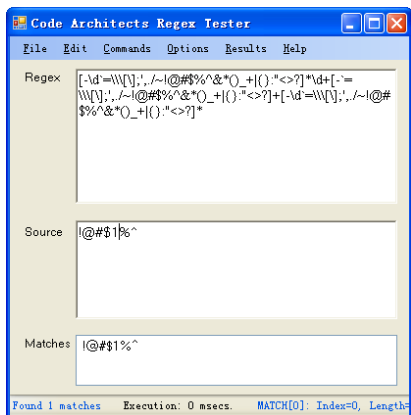 Code Architects Regex Tester
File Edit Commands Options Results Help
Regex
[-\d`=\\\[\];',./~!@#$%^&*()_+|{}:"<>?]*\d+[-`=
\\\[\];',./~!@#$%^&*()_+|{}:"<>?]+[-\d`=\\\[\];',./~!@#
$%^&*()_+|{}:"<>?]*
Source
!@#$1%^
Matches
!@#$1%^
Found 1 matches Execution: 0 msecs. MATCH[0]: Index=0, Length=